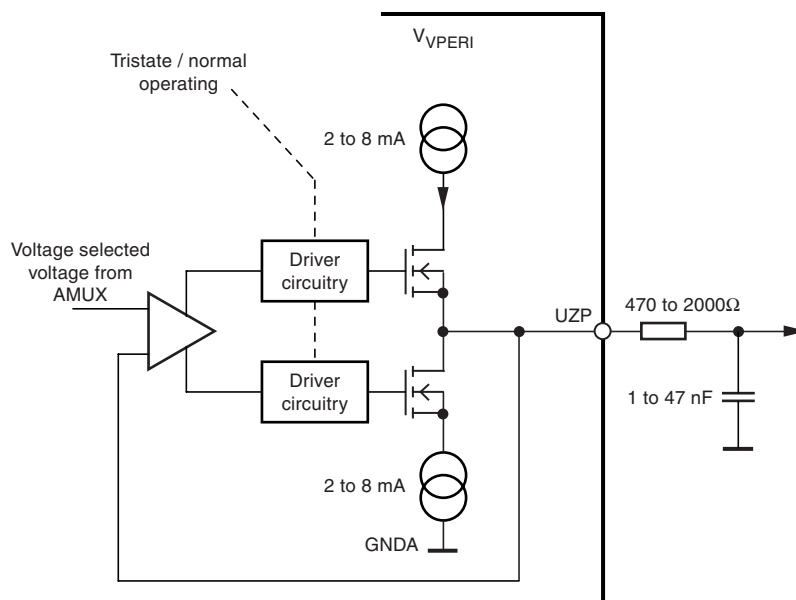 V_VPERI
Tristate / normal
operating
2 to 8 mA
Voltage selected
voltage from
AMUX
Driver
circuitry
UZP
470 to 2000Ω
Driver
circuitry
1 to 47 nF
2 to 8 mA
GNDA